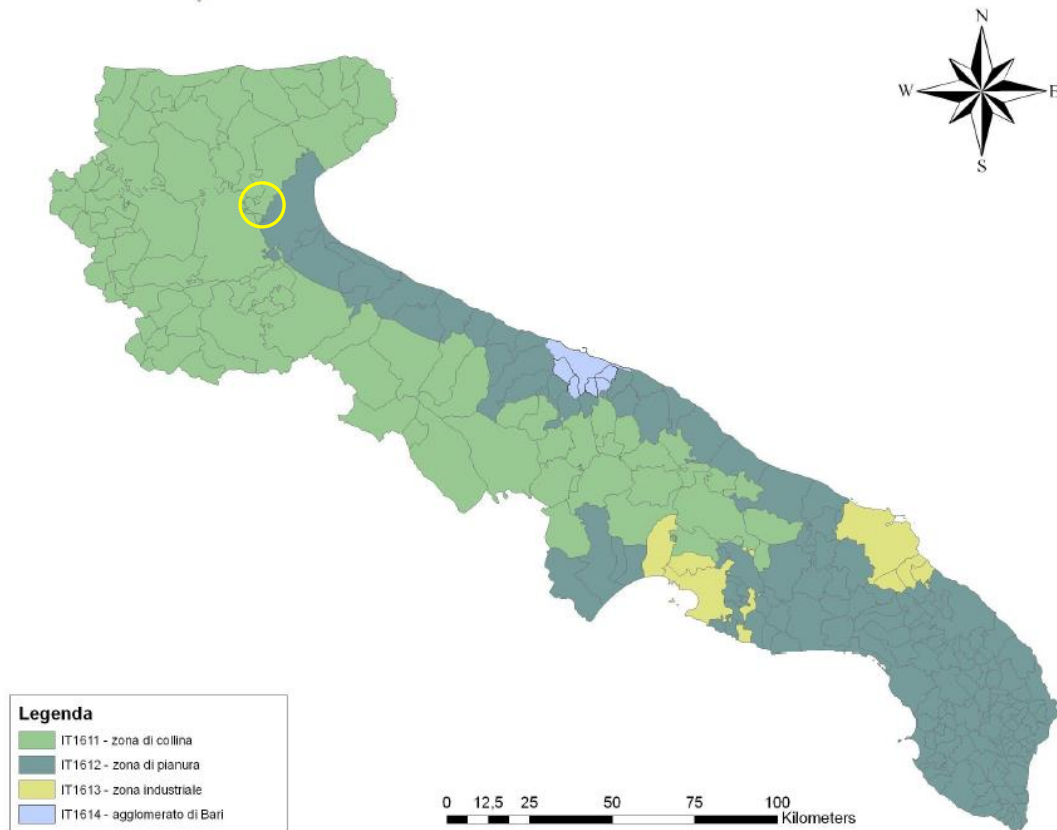 N
W E
S
Legenda
IT1611 - zona di collina
IT1612 - zona di pianura
IT1613 - zona industriale
IT1614 - agglomerato di Bari
0 12,5 25 50 75 100
Kilometers